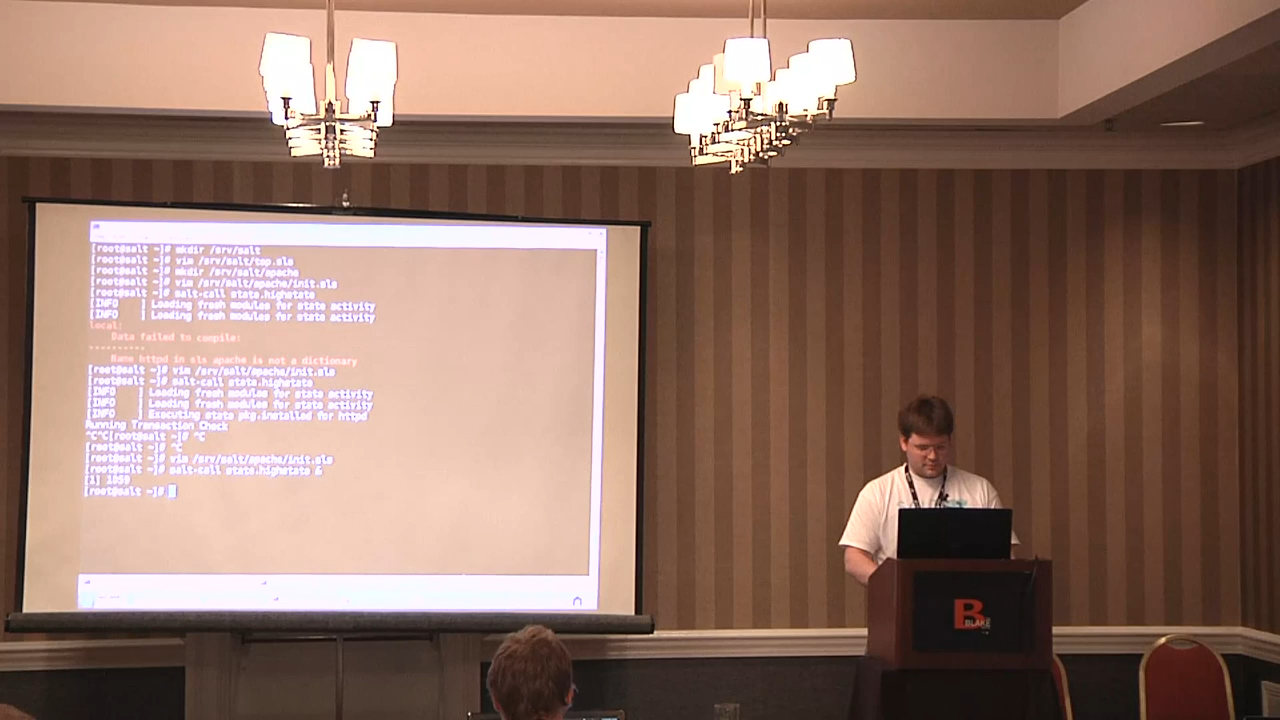 [root@salt ~]# mkdir /srv/salt
[root@salt ~]# vim /srv/salt/top.sls
[root@salt ~]# mkdir /srv/salt/apache
[root@salt ~]# vim /srv/salt/apache/init.sls
[root@salt ~]# salt-call state.highstate
[INFO    ] Loading fresh modules for state activity
[INFO    ] Loading fresh modules for state activity
local:
    Data failed to compile:
----------
    Name httpd in sls apache is not a dictionary
[root@salt ~]# vim /srv/salt/apache/init.sls
[root@salt ~]# salt-call state.highstate
[INFO    ] Loading fresh modules for state activity
[INFO    ] Loading fresh modules for state activity
[INFO    ] Executing state pkg.installed for httpd
Running Transaction Check
^C^C[root@salt ~]# ^C
[root@salt ~]# ^C
[root@salt ~]# vim /srv/salt/apache/init.sls
[root@salt ~]# salt-call state.highstate &
[1] 1059
[root@salt ~]#
B
BLAKE